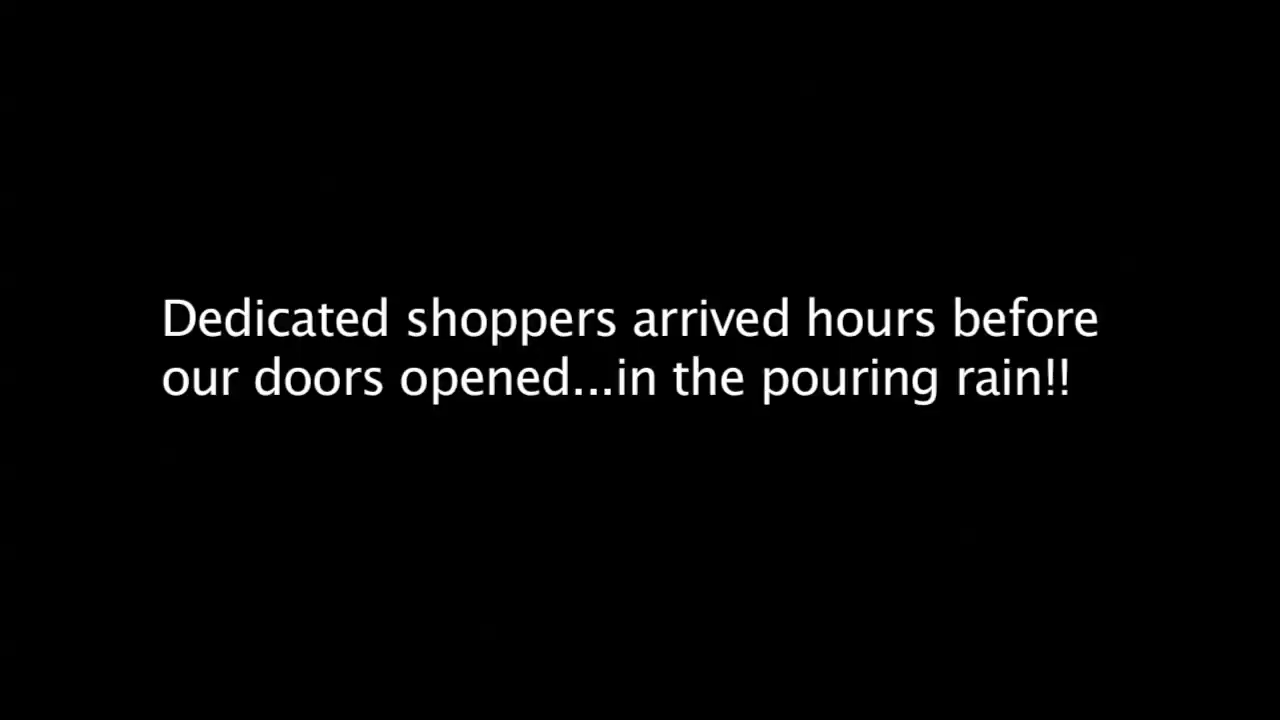 Dedicated shoppers arrived hours before
our doors opened...in the pouring rain!!